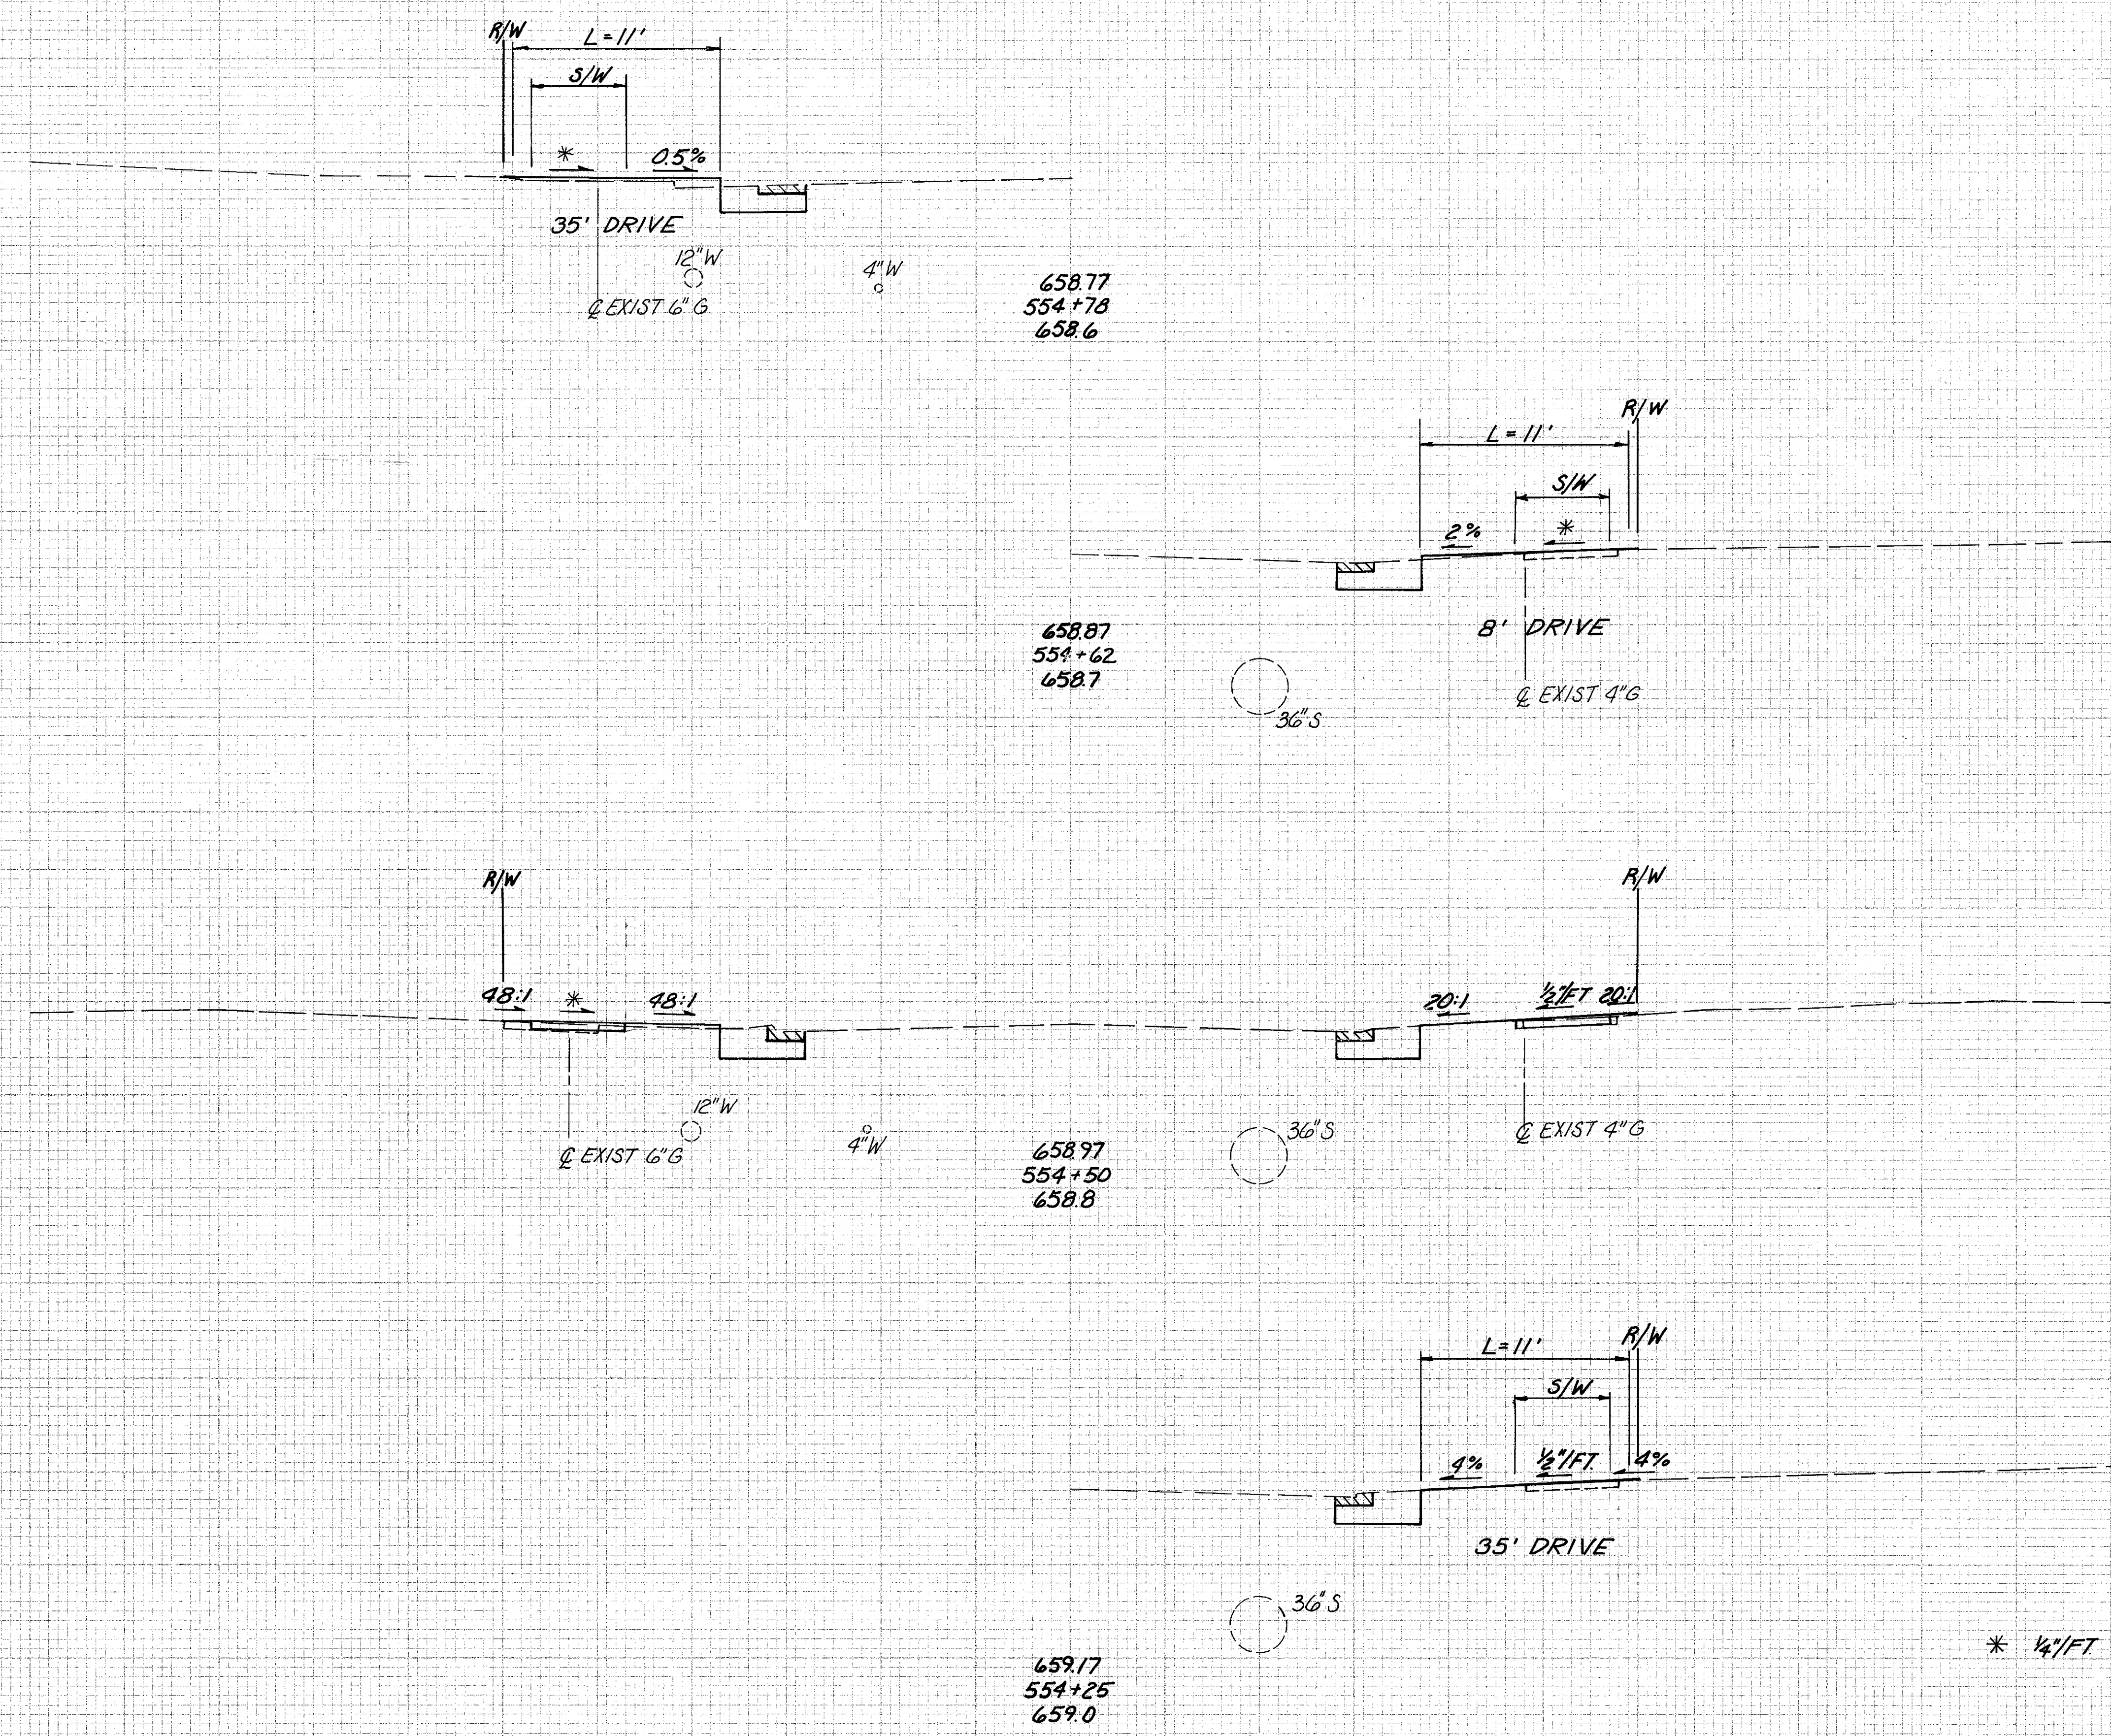 R/W
L=11'
S/W
* 0.5%
35' DRIVE
12"W
4"W
℄ EXIST 6" G
658.77
554+78
658.6
R/W
L=11'
S/W
2% *
8' DRIVE
658.87
554+62
658.7
36"S
℄ EXIST 4"G
R/W
R/W
48:1 * 48:1
20:1 ½"/FT 20:1
12"W
4"W
℄ EXIST 6"G
36"S
℄ EXIST 4"G
658.97
554+50
658.8
R/W
L=11'
S/W
4% ½"/FT. 4%
35' DRIVE
36"S
* ¼"/FT
659.17
554+25
659.0